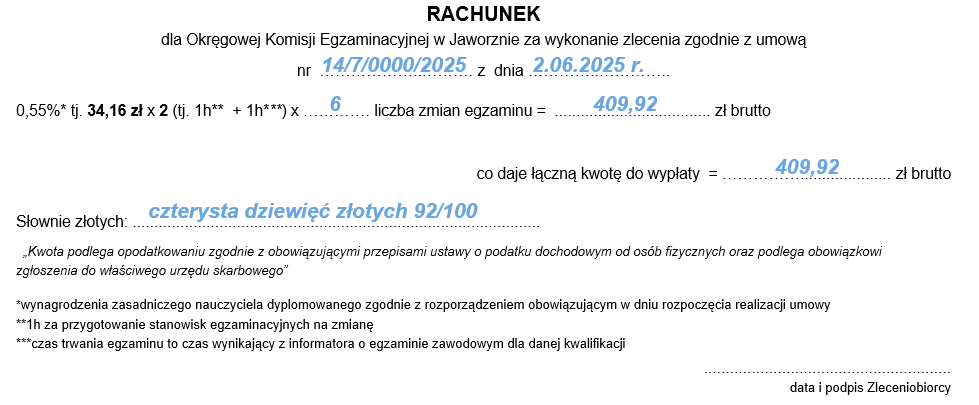 RACHUNEK
dla Okręgowej Komisji Egzaminacyjnej w Jaworznie za wykonanie zlecenia zgodnie z umową
nr 14/7/0000/2025 z dnia 2.06.2025 r.
0,55%* tj. 34,16 zł x 2 (tj. 1h** + 1h***) x 6 liczba zmian egzaminu = 409,92 zł brutto
co daje łączną kwotę do wypłaty = 409,92 zł brutto
Słownie złotych: czterysta dziewięć złotych 92/100
„Kwota podlega opodatkowaniu zgodnie z obowiązującymi przepisami ustawy o podatku dochodowym od osób fizycznych oraz podlega obowiązkowi
zgłoszenia do właściwego urzędu skarbowego”
*wynagrodzenia zasadniczego nauczyciela dyplomowanego zgodnie z rozporządzeniem obowiązującym w dniu rozpoczęcia realizacji umowy
**1h za przygotowanie stanowisk egzaminacyjnych na zmianę
***czas trwania egzaminu to czas wynikający z informatora o egzaminie zawodowym dla danej kwalifikacji
data i podpis Zleceniobiorcy